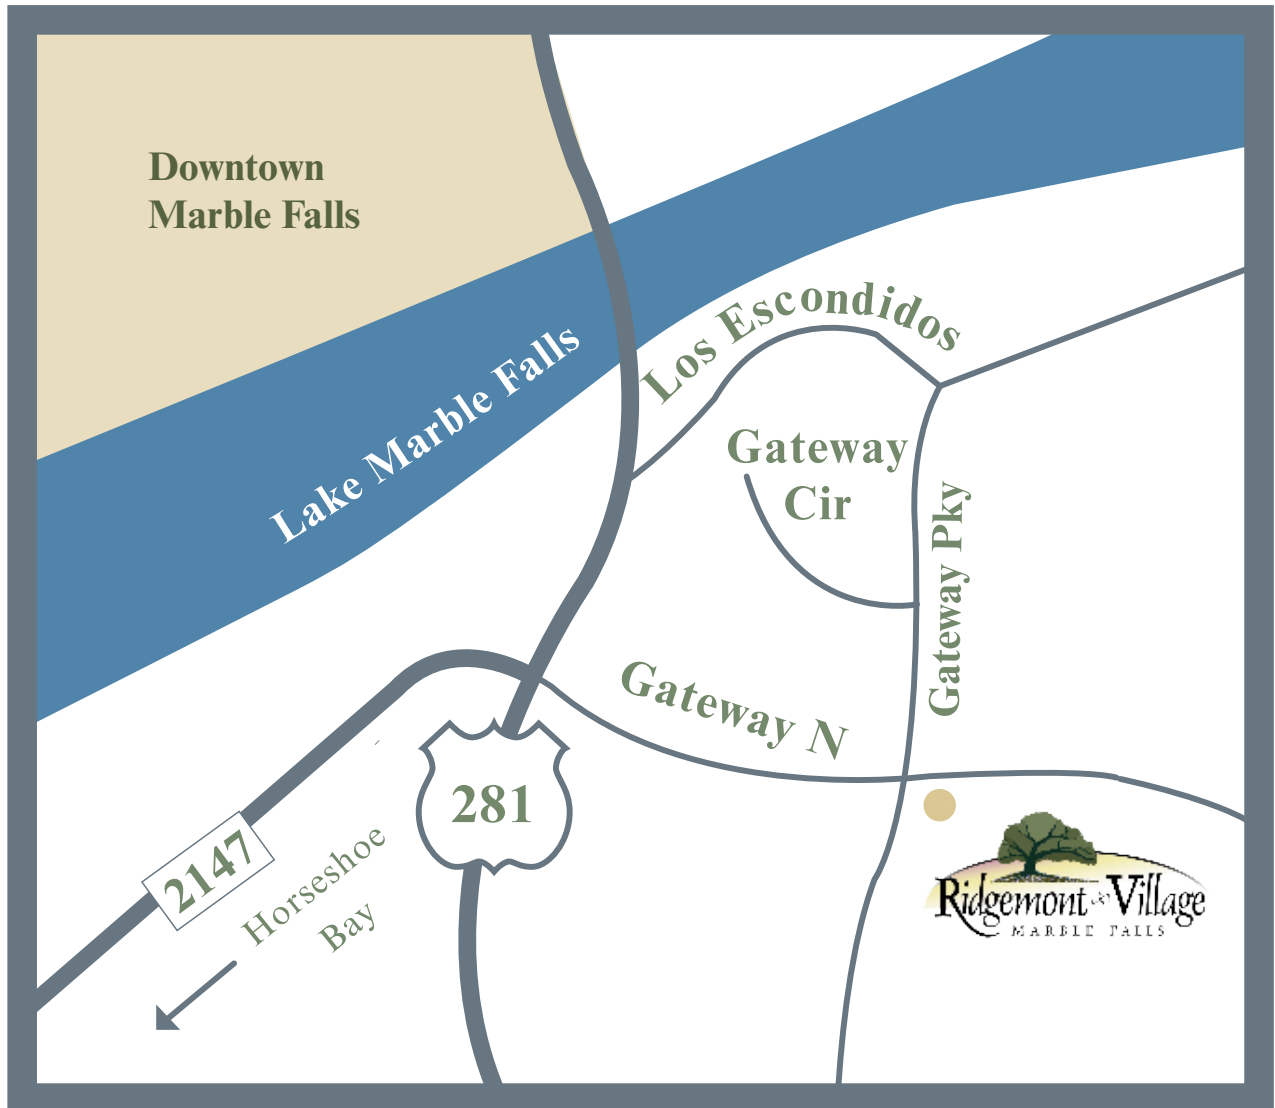 Downtown
Marble Falls
Lake Marble Falls
Los Escondidos
Gateway
Cir
Gateway Pky
Gateway N
281
2147
Horseshoe
Bay
Ridgemont Village
MARBLE FALLS